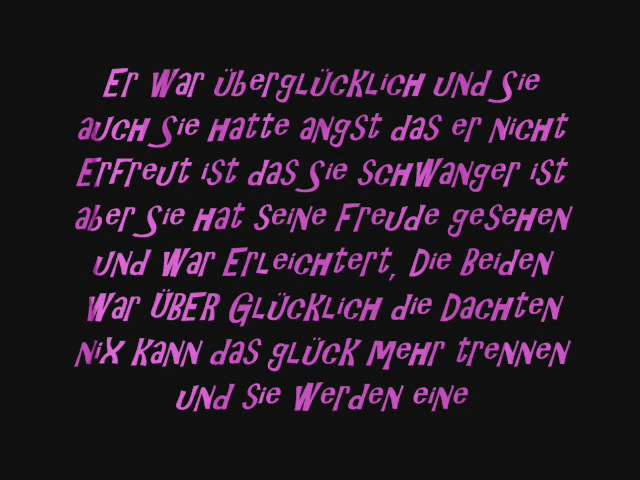 Er War überglücklich und Sie
auch Sie hatte angst das er nicht
Erfreut ist das Sie schwanger ist
aber Sie hat seine Freude gesehen
und War Erleichtert, Die Beiden
War ÜBER Glücklich die Dachten
nix kann das glück mehr trennen
und sie Werden eine